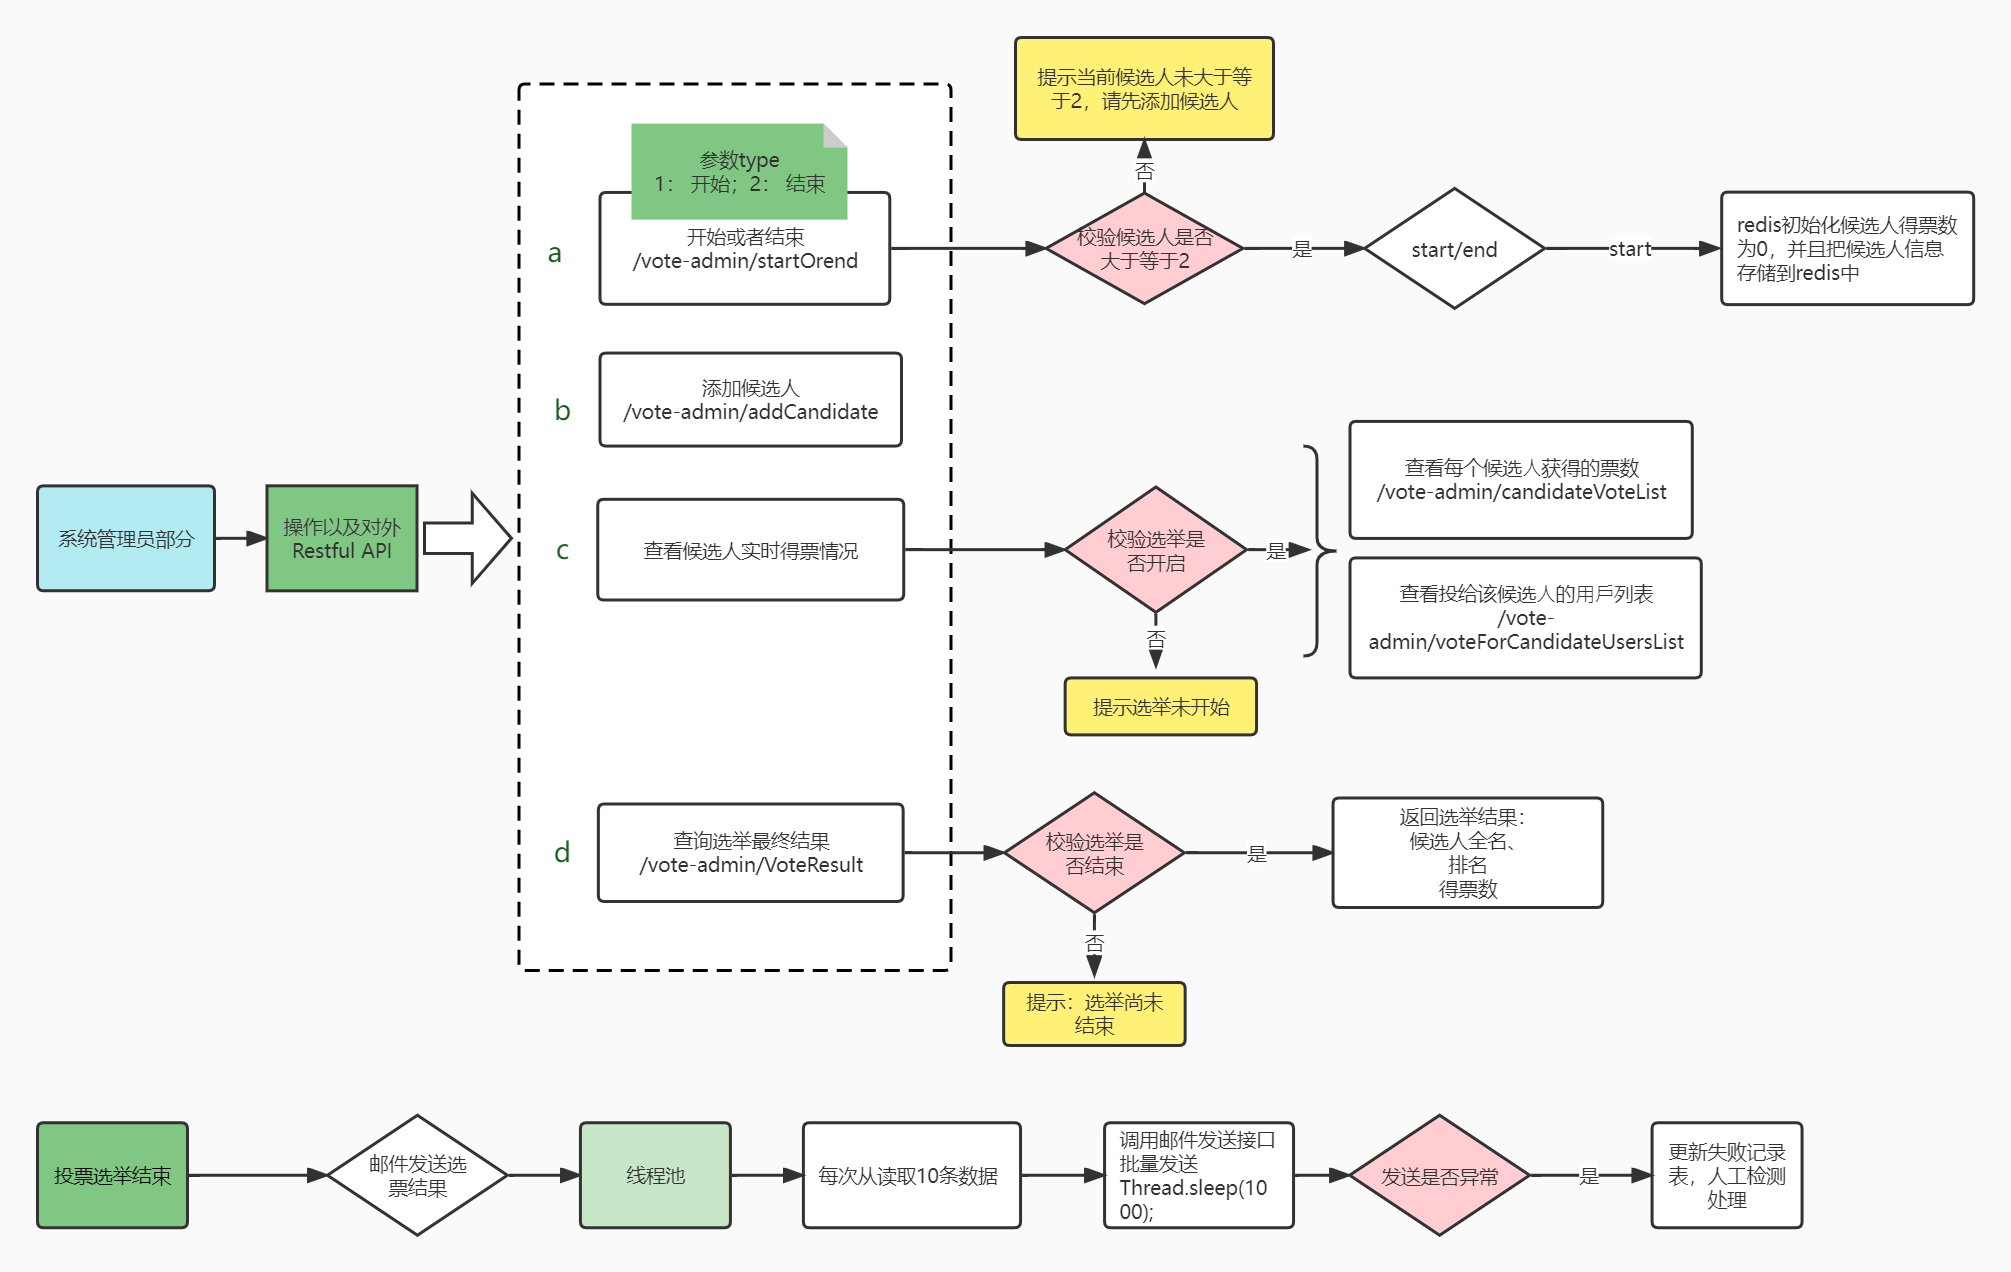 提示当前候选人未大于等
于2，请先添加候选人
否
参数type
1： 开始；2： 结束
a
开始或者结束
/vote-admin/startOrend
校验候选人是否
大于等于2
是
start/end
start
redis初始化候选人得票数
为0，并且把候选人信息
存储到redis中
b
添加候选人
/vote-admin/addCandidate
系统管理员部分
操作以及对外
Restful API
c
查看候选人实时得票情况
校验选举是
否开启
是
查看每个候选人获得的票数
/vote-admin/candidateVoteList
查看投给该候选人的用戶列表
/vote-
admin/voteForCandidateUsersList
否
提示选举未开始
d
查询选举最终结果
/vote-admin/VoteResult
校验选举是
否结束
是
返回选举结果：
候选人全名、
排名
得票数
否
提示：选举尚未
结束
投票选举结束
邮件发送选
票结果
线程池
每次从读取10条数据
调用邮件发送接口
批量发送
Thread.sleep(10
00);
发送是否异常
是
更新失败记录
表，人工检测
处理